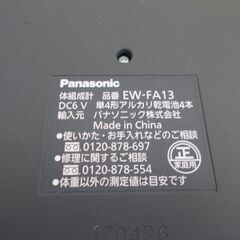 Panasonic
体組成計 品番 EW-FA13
DC6V 単4形アルカリ乾電池4本
輸入元 パナソニック株式会社
Made in China
●使いかた・お手入れなどのご相談
0120-878-697
●修理に関するご相談
0120-878-554
正
家庭用
●体重以外の測定値は目安です
170426